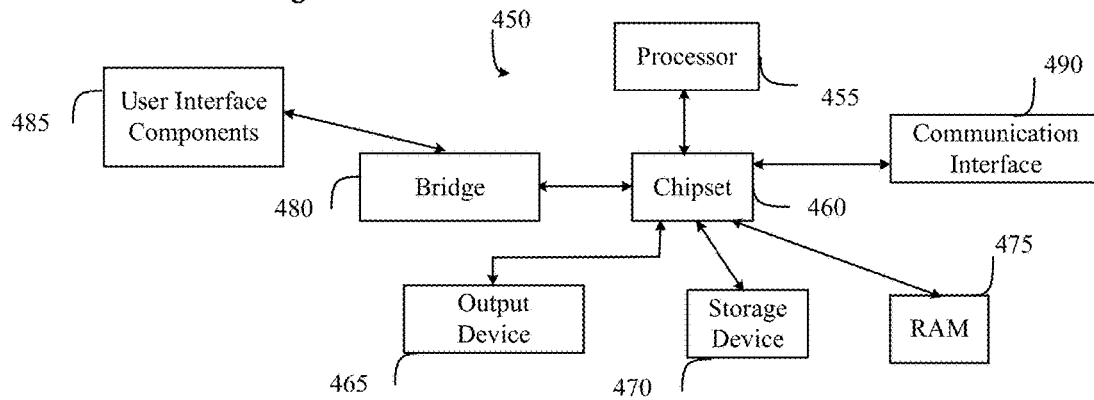 450
Processor
490
455
485
User Interface
Components
Communication
Interface
Bridge
Chipset
480
460
475
Output
Device
Storage
Device
RAM
465
470